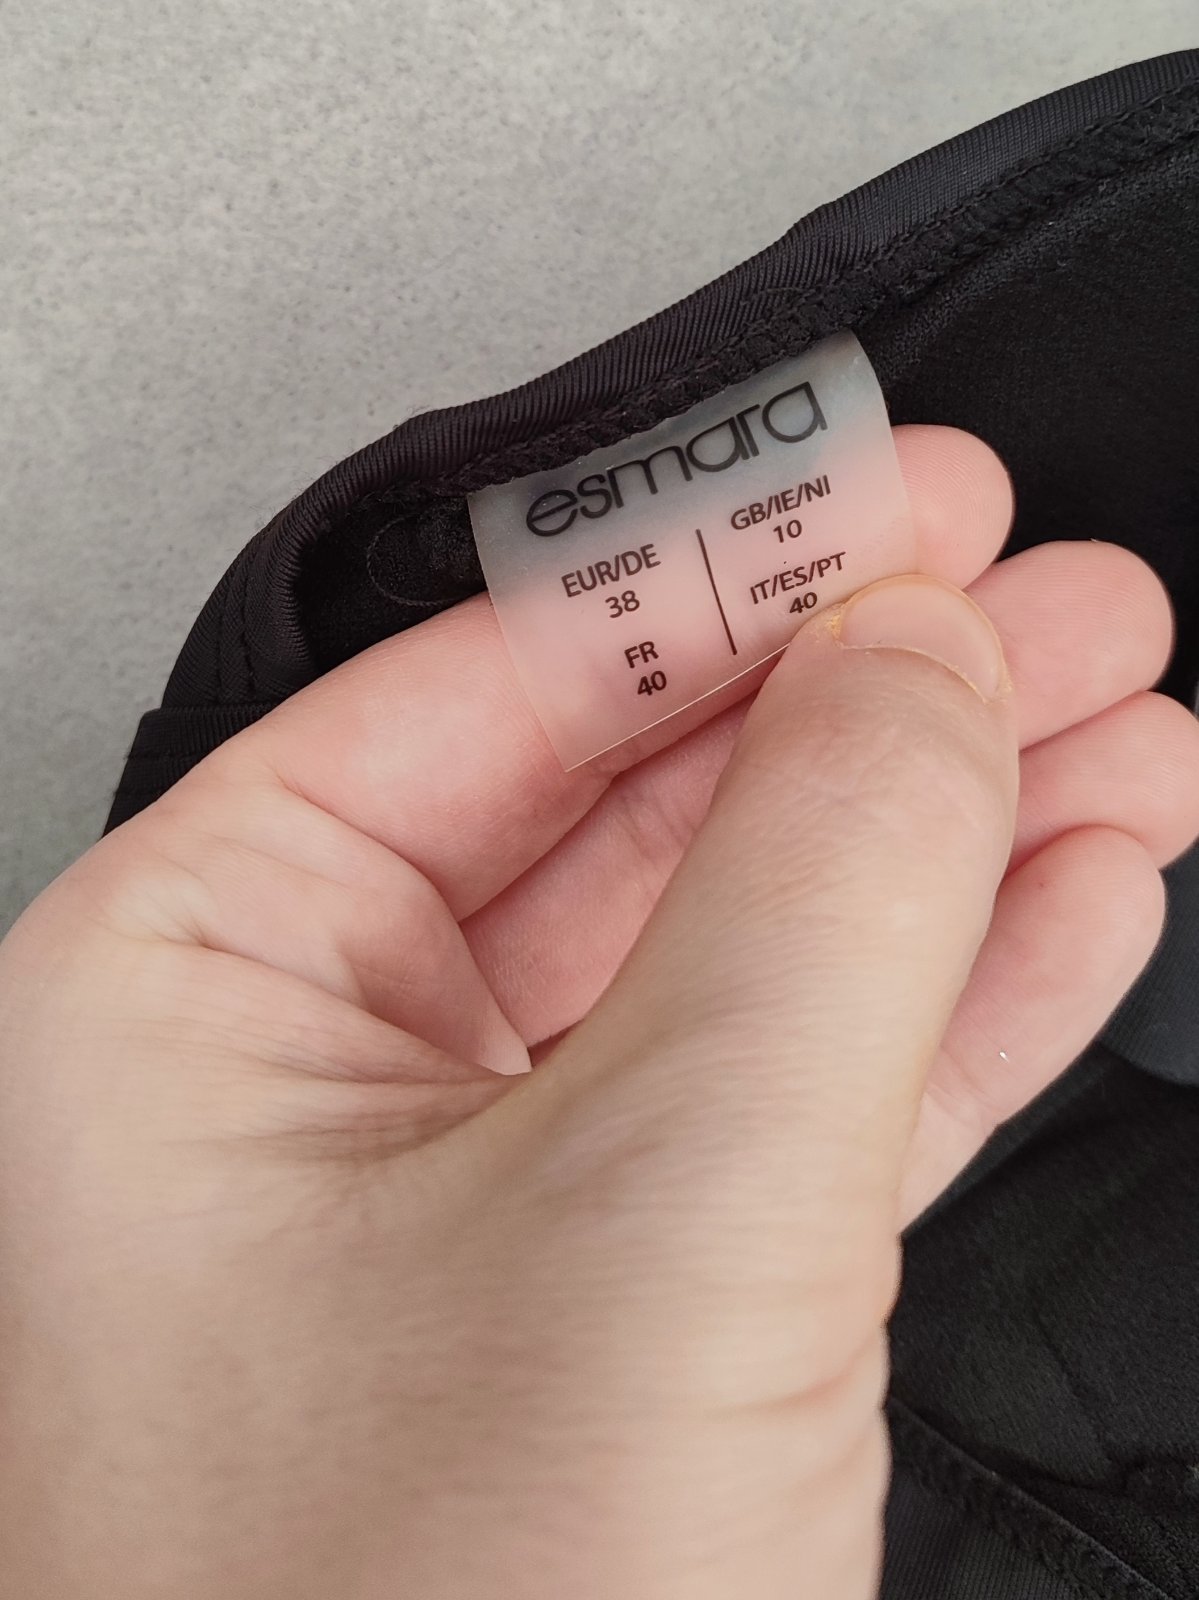 esmara
EUR/DE
38
FR
40
GB/IE/NI
10
IT/ES/PT
40